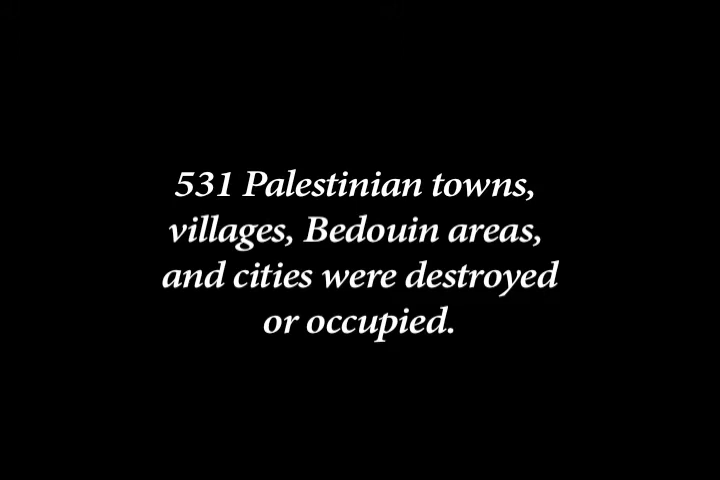 531 Palestinian towns,
villages, Bedouin areas,
and cities were destroyed
or occupied.